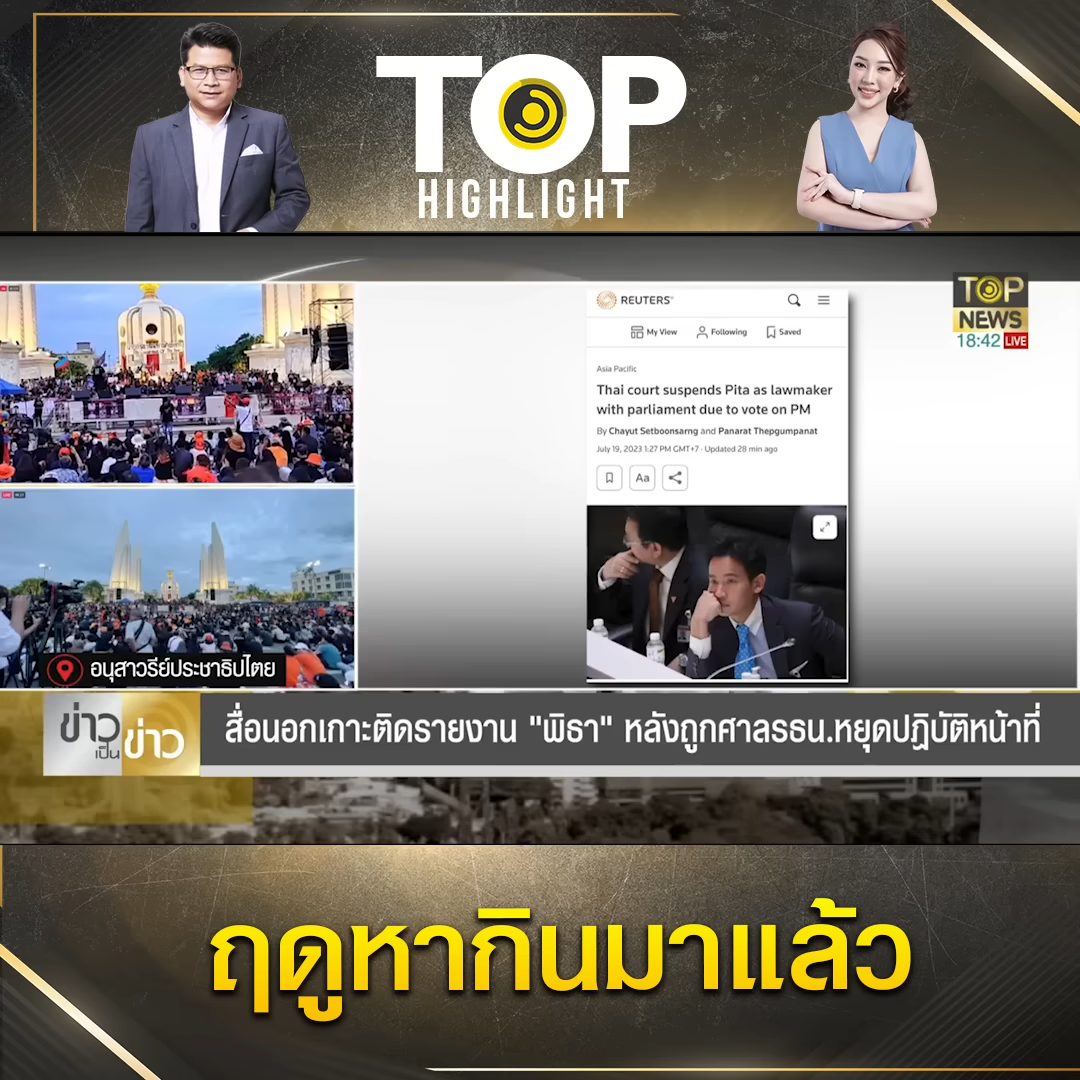 TOP
HIGHLIGHT
TOP
NEWS
18:42 LIVE
REUTERS
My View
Following
Saved
Asia Pacific
Thai court suspends Pita as lawmaker
with parliament due to vote on PM
By Chayut Setboonsarng and Panarat Thepgumpanat
July 19, 2023 1:27 PM GMT+7 · Updated 28 min ago
Aa
อนุสาวรีย์ประชาธิปไตย
ข่าวเป็นข่าว
สื่อนอกเกาะติดรายงาน "พิธา" หลังถูกศาลรธน.หยุดปฏิบัติหน้าที่
ฤดูหากินมาแล้ว